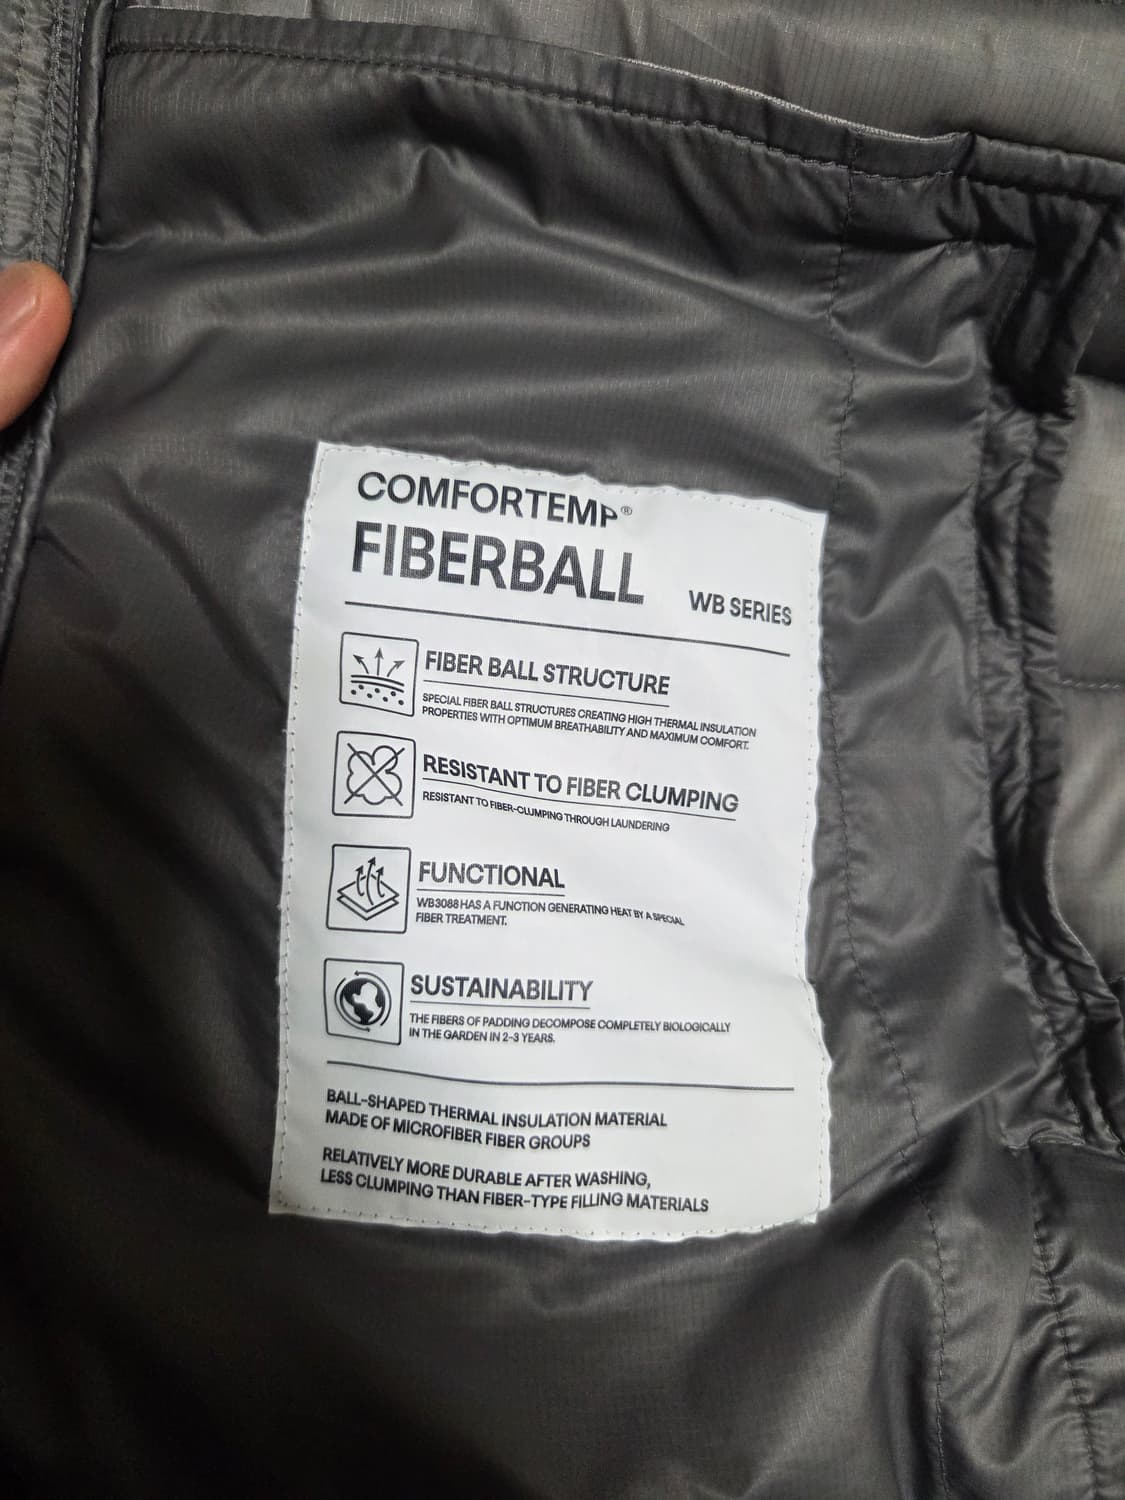 COMFORTEMP®
FIBERBALL
WB SERIES
FIBER BALL STRUCTURE
SPECIAL FIBER BALL STRUCTURES CREATING HIGH THERMAL INSULATION
PROPERTIES WITH OPTIMUM BREATHABILITY AND MAXIMUM COMFORT.
RESISTANT TO FIBER CLUMPING
RESISTANT TO FIBER-CLUMPING THROUGH LAUNDERING
FUNCTIONAL
WB3088 HAS A FUNCTION GENERATING HEAT BY A SPECIAL
FIBER TREATMENT.
SUSTAINABILITY
THE FIBERS OF PADDING DECOMPOSE COMPLETELY BIOLOGICALLY
IN THE GARDEN IN 2-3 YEARS.
BALL-SHAPED THERMAL INSULATION MATERIAL
MADE OF MICROFIBER FIBER GROUPS
RELATIVELY MORE DURABLE AFTER WASHING,
LESS CLUMPING THAN FIBER-TYPE FILLING MATERIALS